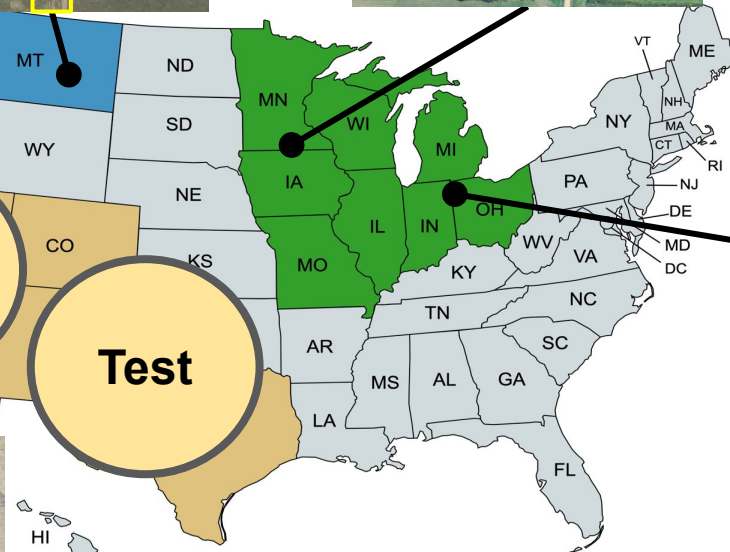 VT
ME
MT
ND
MN
NH
WI
NY
MA
SD
MI
CT
WY
RI
IA
PA
NJ
NE
OH
DE
IL
IN
WV
MD
CO
VA
KS
MO
DC
KY
NC
TN
AR
SC
Test
MS
AL
GA
LA
FL
HI